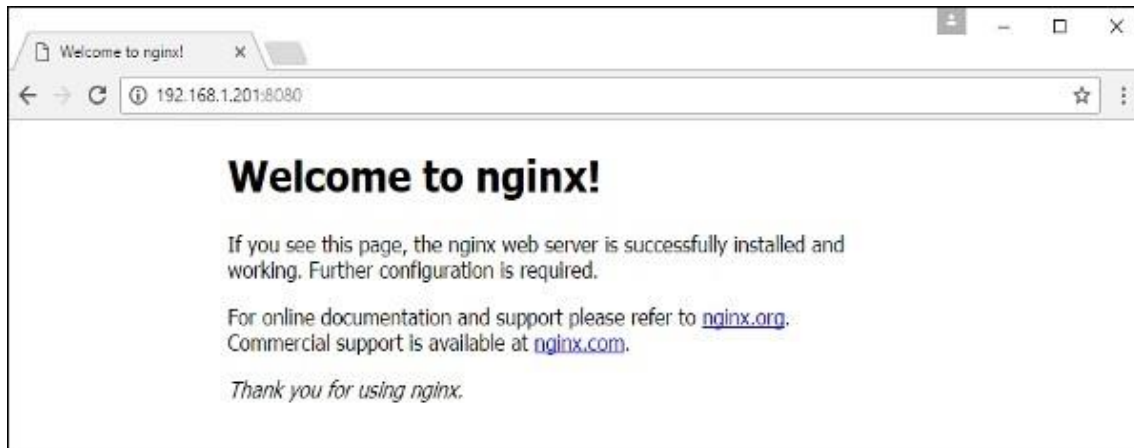 Welcome to nginx!
192.168.1.201:8080
Welcome to nginx!
If you see this page, the nginx web server is successfully installed and
working. Further configuration is required.
For online documentation and support please refer to nginx.org.
Commercial support is available at nginx.com.
Thank you for using nginx.